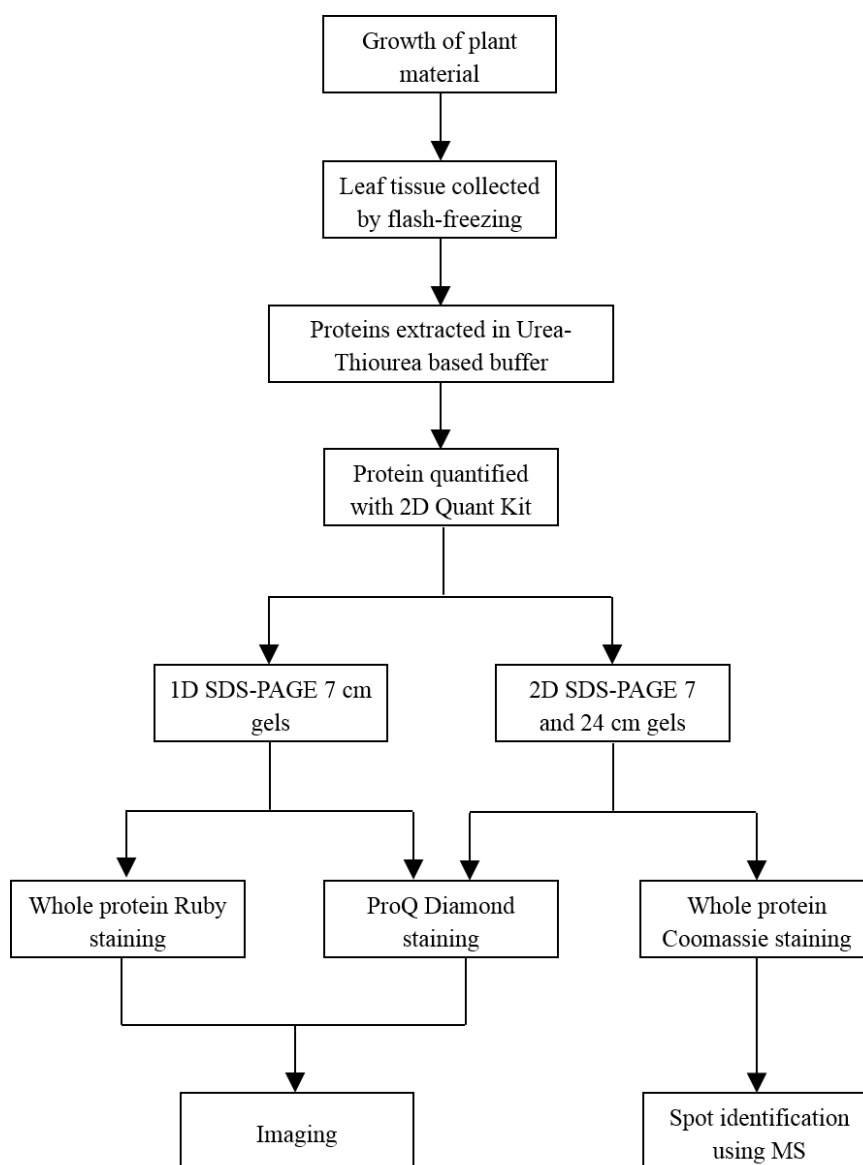 Growth of plant
material
Leaf tissue collected
by flash-freezing
Proteins extracted in Urea-
Thiourea based buffer
Protein quantified
with 2D Quant Kit
1D SDS-PAGE 7 cm
gels
2D SDS-PAGE 7
and 24 cm gels
Whole protein Ruby
staining
ProQ Diamond
staining
Whole protein
Coomassie staining
Imaging
Spot identification
using MS